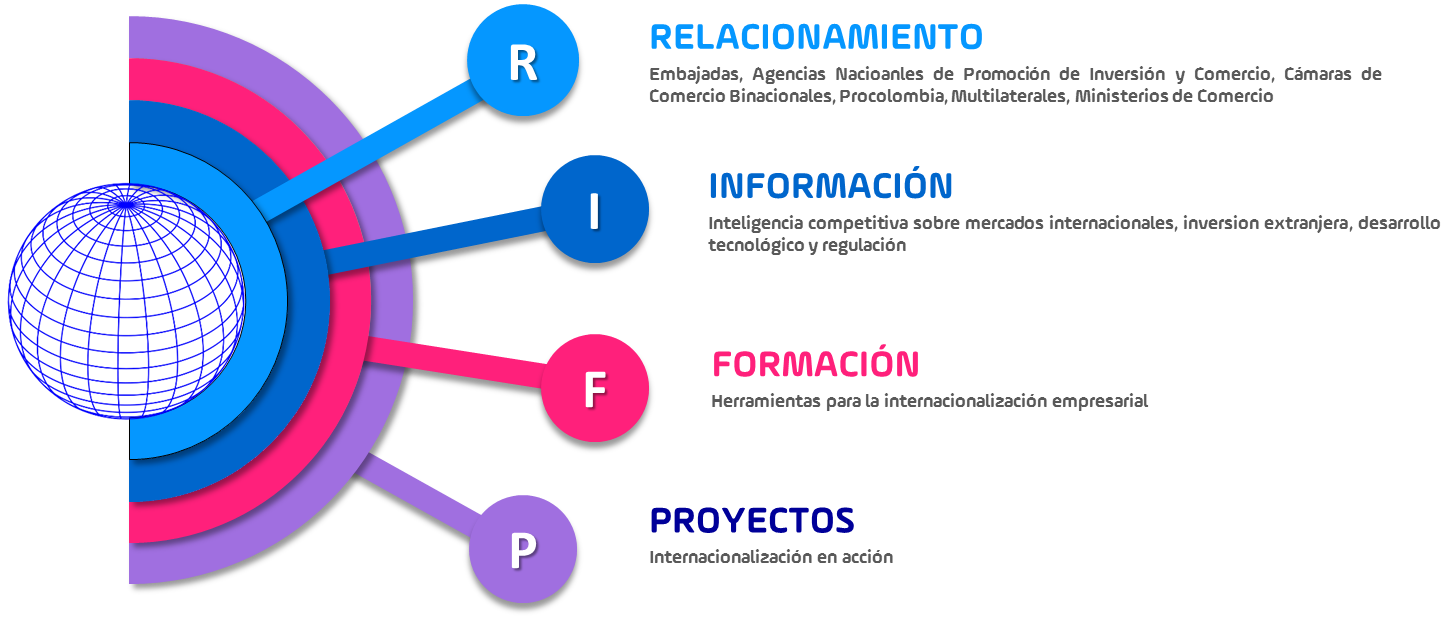 R
RELACIONAMIENTO
Embajadas, Agencias Nacioanles de Promoción de Inversión y Comercio, Cámaras de
Comercio Binacionales, Procolombia, Multilaterales, Ministerios de Comercio
I
INFORMACIÓN
Inteligencia competitiva sobre mercados internacionales, inversion extranjera, desarrollo
tecnológico y regulación
F
FORMACIÓN
Herramientas para la internacionalización empresarial
P
PROYECTOS
Internacionalización en acción